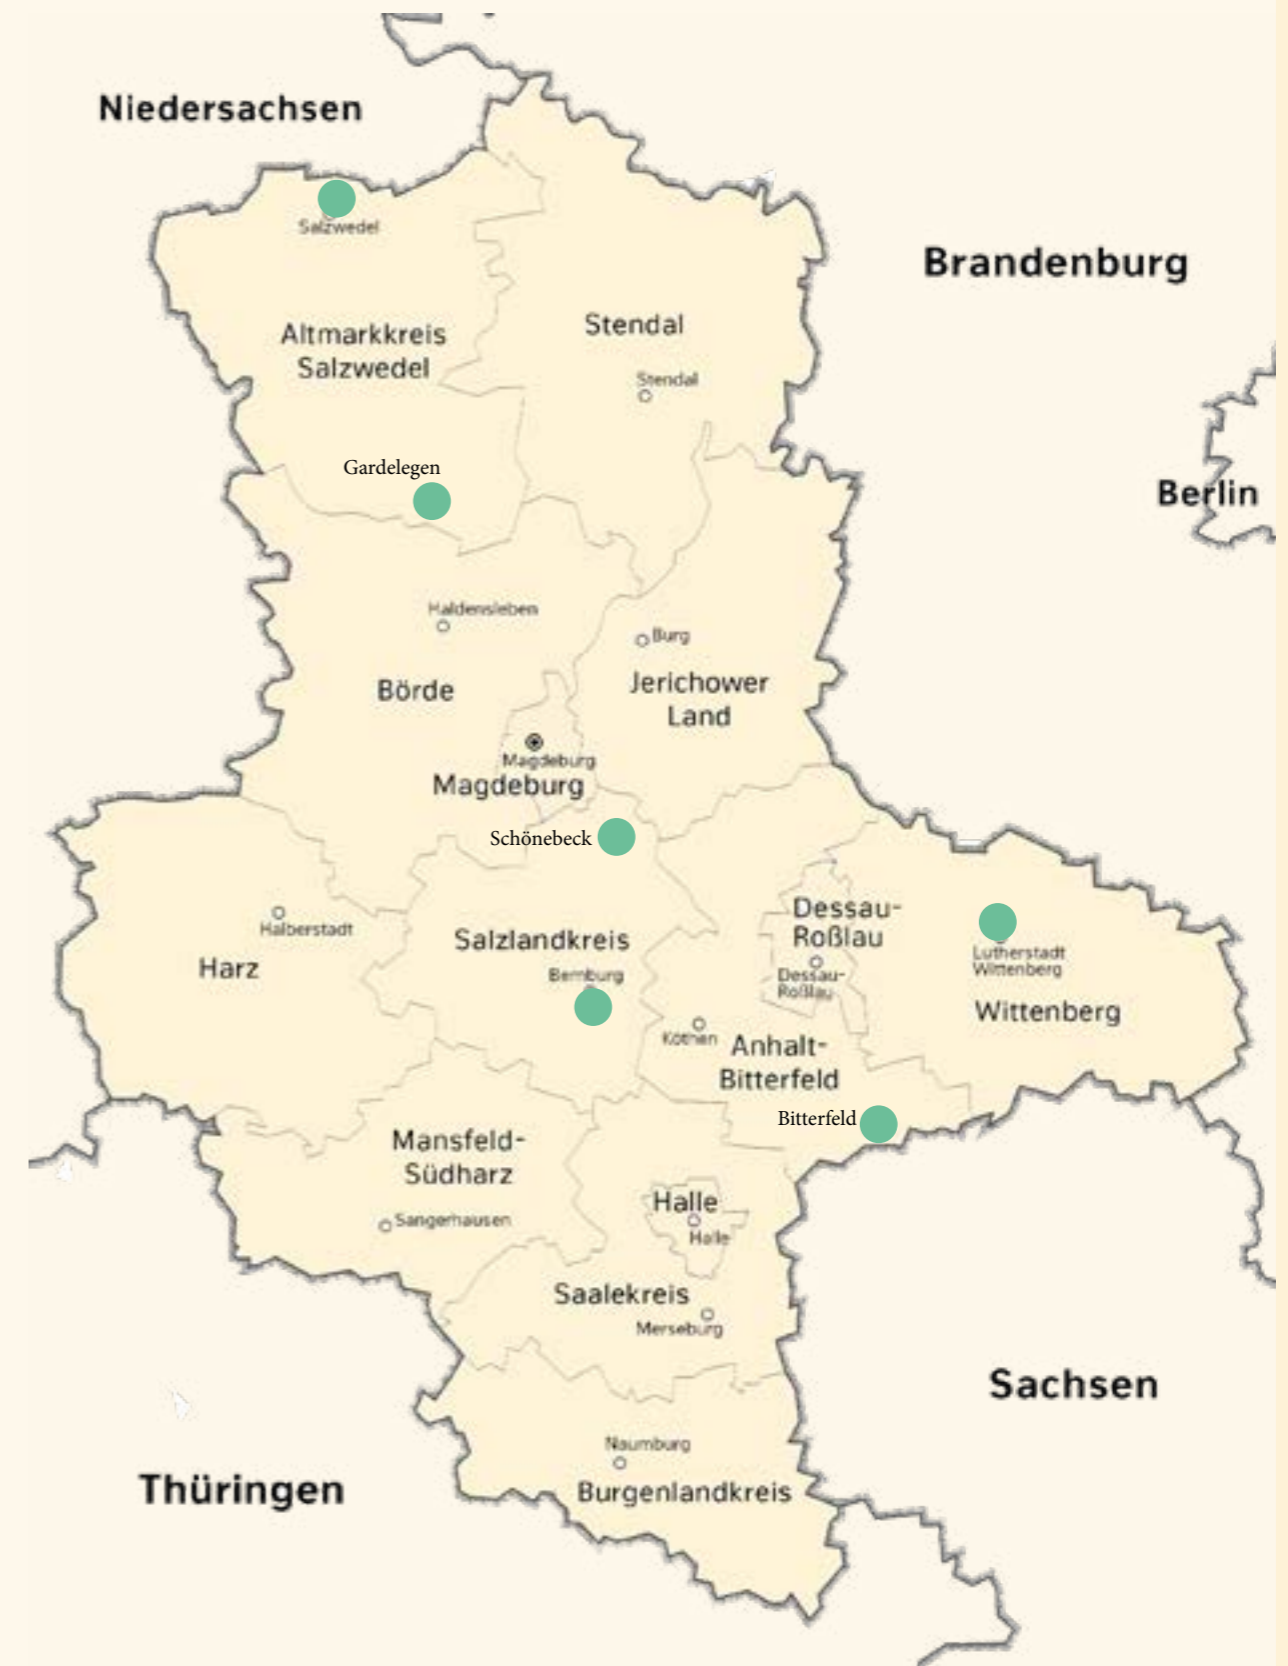 Niedersachsen
Salzwedel
Brandenburg
Altmarkkreis
Salzwedel
Stendal
Stendal
Gardelegen
Berlin
Haldensleben
Burg
Börde
Jerichower
Land
Magdeburg
Magdeburg
Schönebeck
Halberstadt
Harz
Salzlandkreis
Bernburg
Dessau-
Roßlau
Dessau-
Roßlau
Lutherstadt
Wittenberg
Wittenberg
Köthen
Anhalt-
Bitterfeld
Bitterfeld
Mansfeld-
Südharz
Sangerhausen
Halle
Halle
Saalekreis
Merseburg
Sachsen
Naumburg
Burgenlandkreis
Thüringen